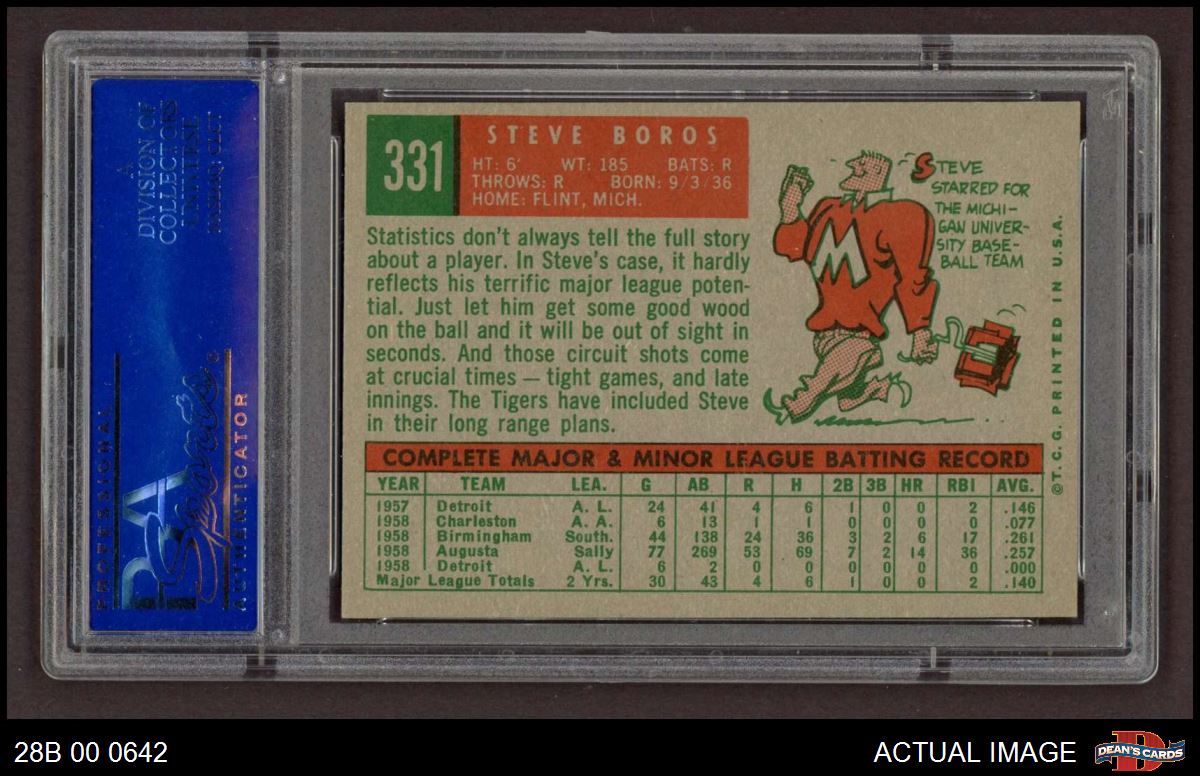 A
DIVISION OF
COLLECTORS
UNIVERSE
NASDAQ: CLCT
PROFESSIONAL
PSA
Sports
AUTHENTICATOR
331
STEVE BOROS
HT: 6' WT: 185 BATS: R
THROWS: R BORN: 9/3/36
HOME: FLINT, MICH.
Statistics don't always tell the full story
about a player. In Steve's case, it hardly
reflects his terrific major league poten-
tial. Just let him get some good wood
on the ball and it will be out of sight in
seconds. And those circuit shots come
at crucial times — tight games, and late
innings. The Tigers have included Steve
in their long range plans.
M
STEVE
STARRED FOR
THE MICHI-
GAN UNIVER-
SITY BASE-
BALL TEAM
©T. C. G. PRINTED IN U.S.A.
COMPLETE MAJOR & MINOR LEAGUE BATTING RECORD
YEAR TEAM LEA. G AB R H 2B 3B HR RBI AVG.
1957 Detroit A. L. 24 41 4 6 1 0 0 2 .146
1958 Charleston A. A. 6 13 1 1 0 0 0 0 .077
1958 Birmingham South. 44 138 24 36 3 2 6 17 .261
1958 Augusta Sally 77 269 53 69 7 2 14 36 .257
1958 Detroit A. L. 6 2 0 0 0 0 0 0 .000
Major League Totals 2 Yrs. 30 43 4 6 1 0 0 2 .140
28B 00 0642
ACTUAL IMAGE
DEAN'S CARDS